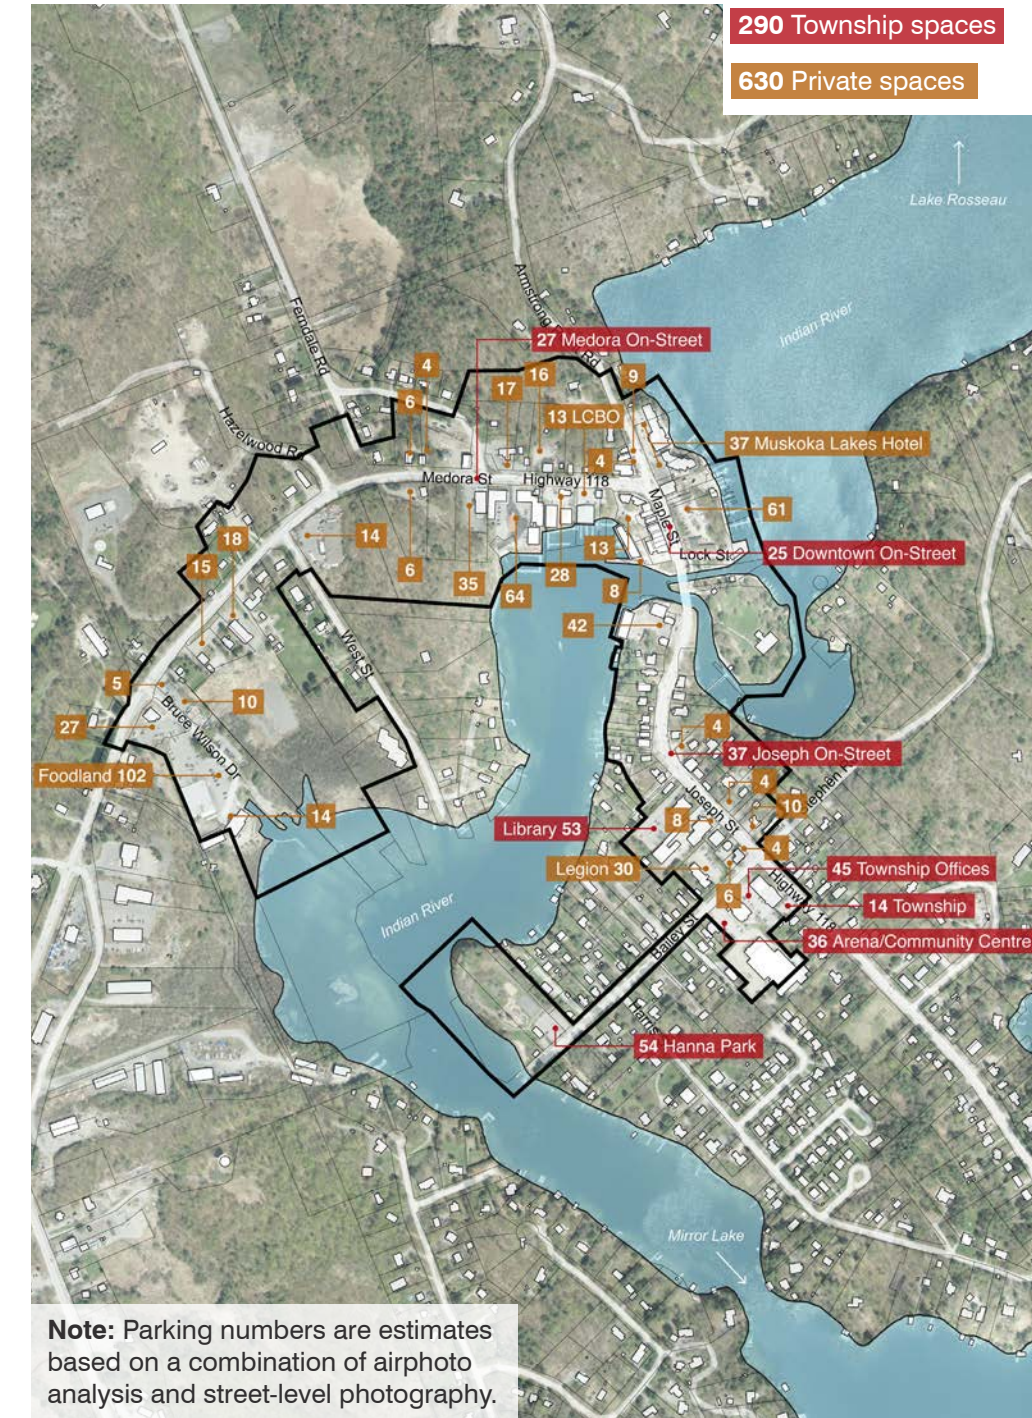 290 Township spaces
630 Private spaces
Lake Rosseau
Indian River
Ferndale Rd
Armstrong
Rd
27 Medora On-Street
4
16
9
17
6
13 LCBO
Hazelwood R
37 Muskoka Lakes Hotel
4
Medora St
Highway 118
Maple St
61
18
14
13
25 Downtown On-Street
Lock St
15
6
35
28
64
8
42
West St
5
10
Bruce Wilson Dr
27
4
37 Joseph On-Street
Foodland 102
4
Joseph St
10
14
Library 53
8
4
Legion 30
6
45 Township Offices
Highway 118
14 Township
Indian River
Bailey St
36 Arena/Community Centre
54 Hanna Park
Mirror Lake
Note: Parking numbers are estimates
based on a combination of airphoto
analysis and street-level photography.